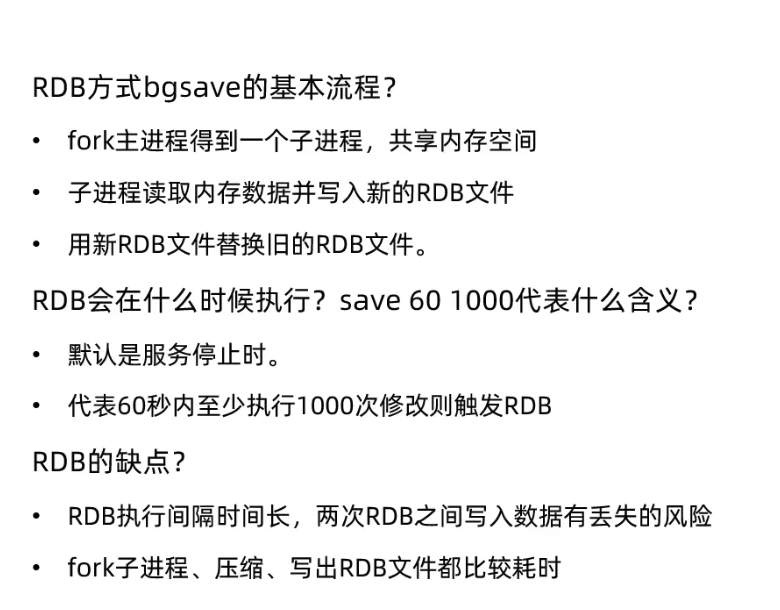 RDB方式bgsave的基本流程？
• fork主进程得到一个子进程，共享内存空间
• 子进程读取内存数据并写入新的RDB文件
• 用新RDB文件替换旧的RDB文件。
RDB会在什么时候执行？save 60 1000代表什么含义？
• 默认是服务停止时。
• 代表60秒内至少执行1000次修改则触发RDB
RDB的缺点？
• RDB执行间隔时间长，两次RDB之间写入数据有丢失的风险
• fork子进程、压缩、写出RDB文件都比较耗时